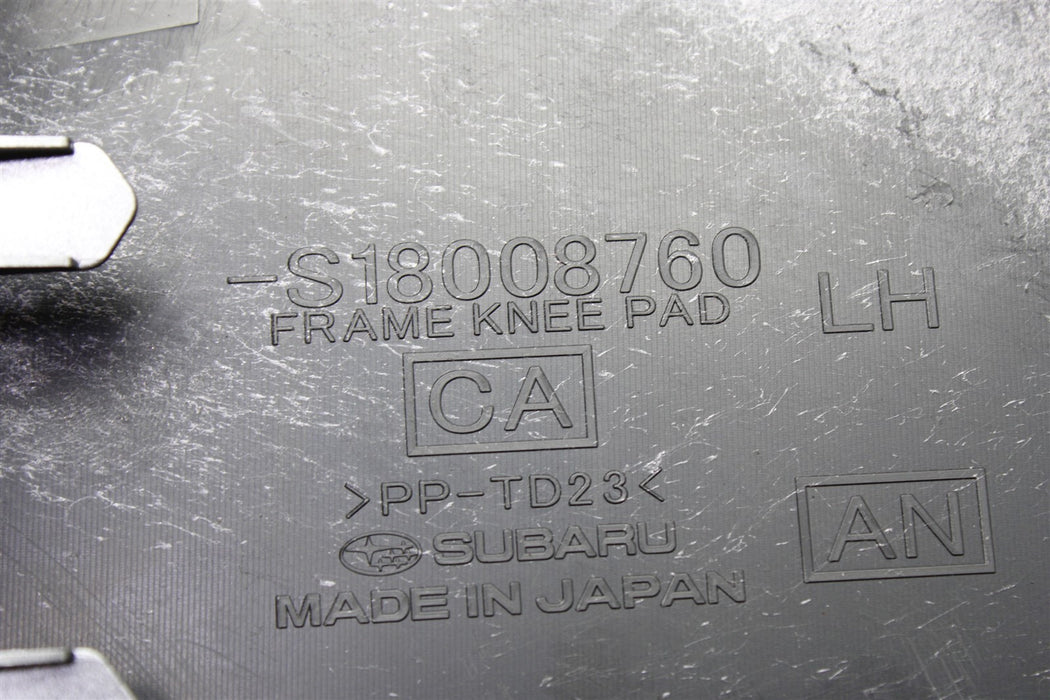 -S18008760
FRAME KNEE PAD
LH
CA
>PP-TD23<
SUBARU
AN
MADE IN JAPAN